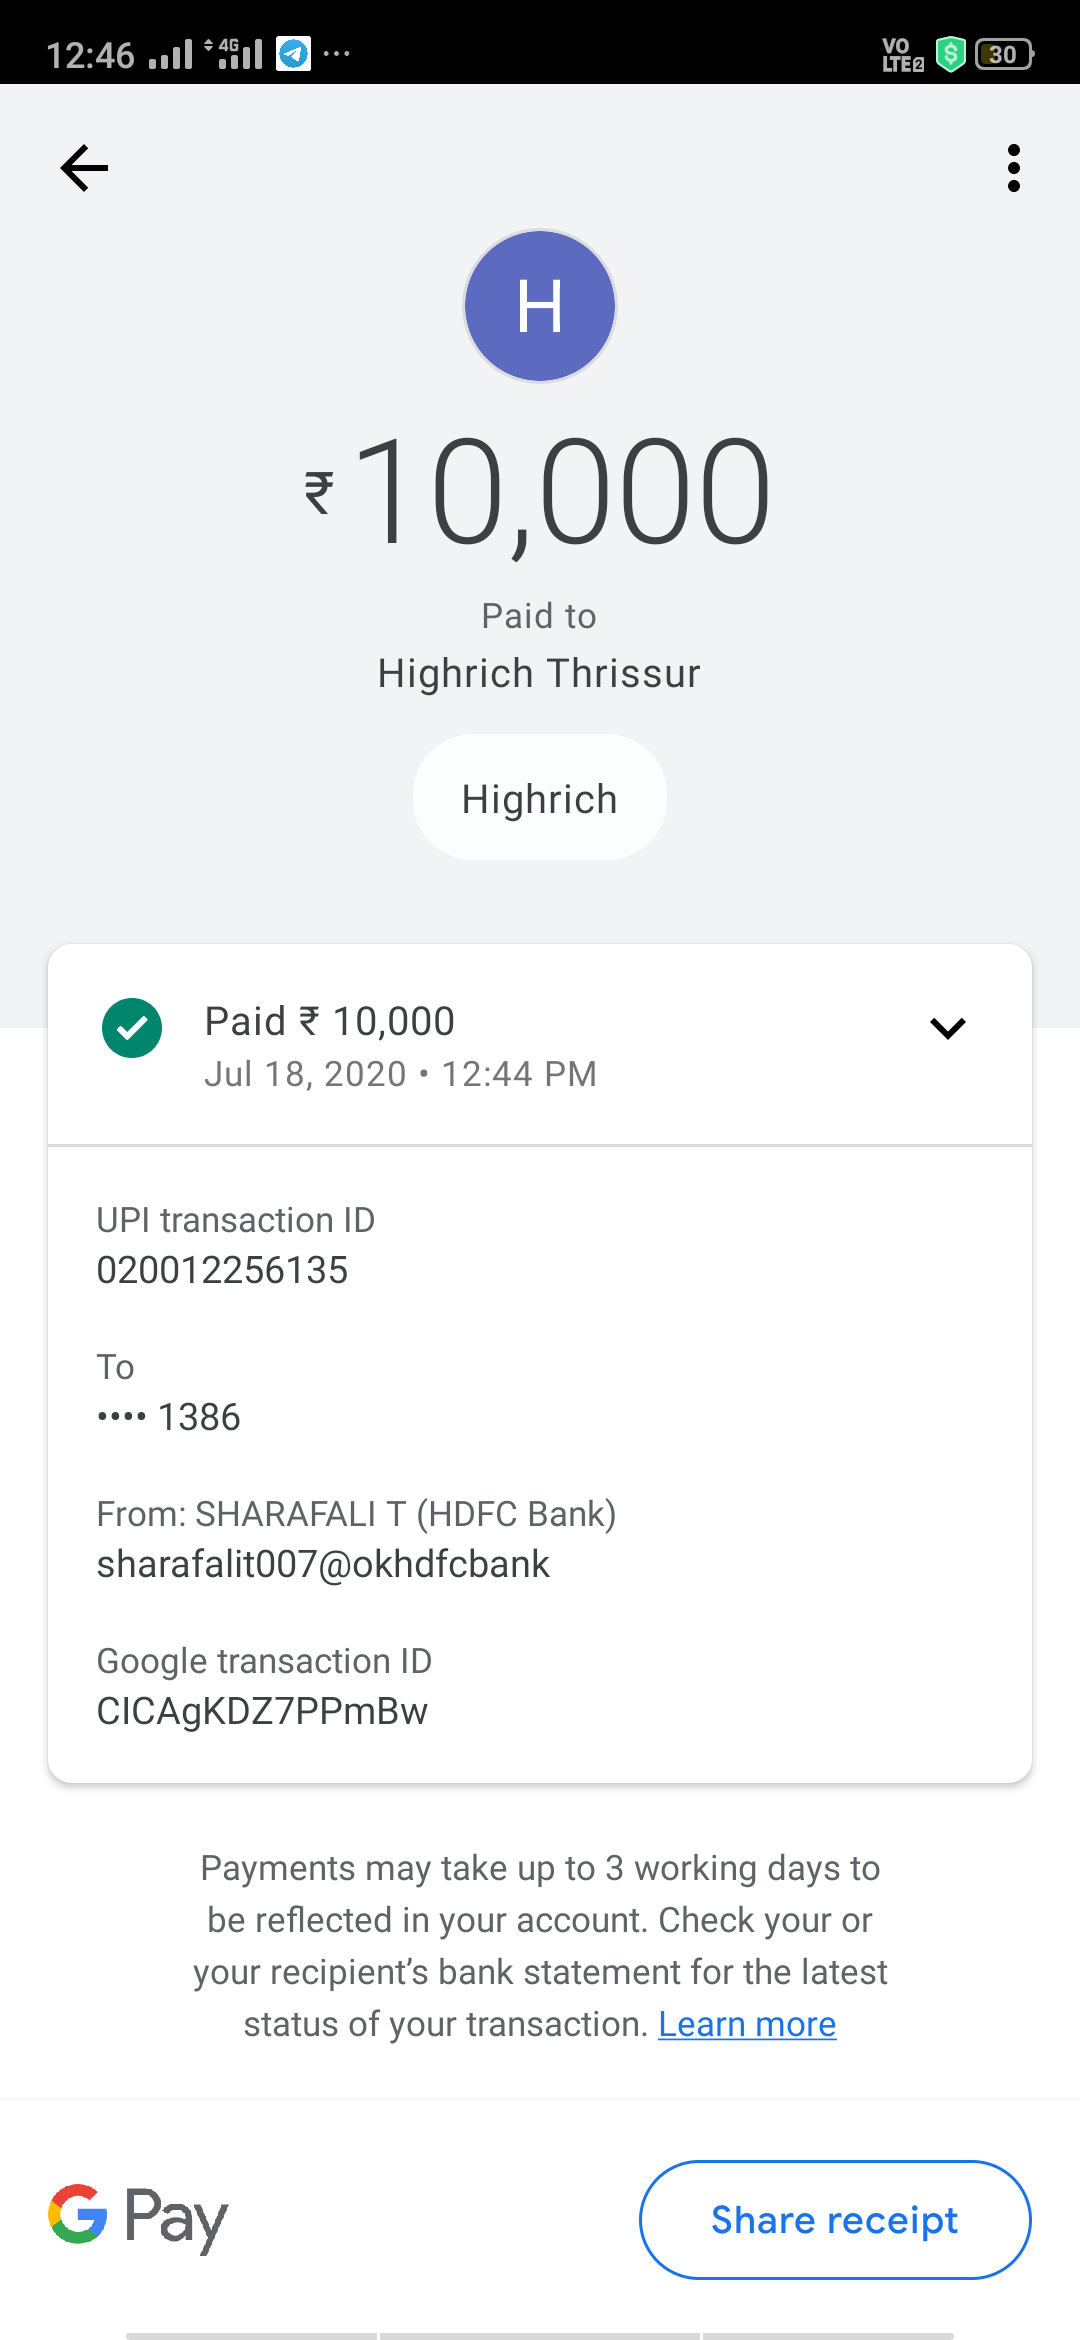 12:46 4G ... VO LTE 2 30
H
₹10,000
Paid to
Highrich Thrissur
Highrich
Paid ₹ 10,000
Jul 18, 2020 • 12:44 PM
UPI transaction ID
020012256135
To
•••• 1386
From: SHARAFALI T (HDFC Bank)
sharafalit007@okhdfcbank
Google transaction ID
CICAgKDZ7PPmBw
Payments may take up to 3 working days to
be reflected in your account. Check your or
your recipient’s bank statement for the latest
status of your transaction. Learn more
G Pay
Share receipt